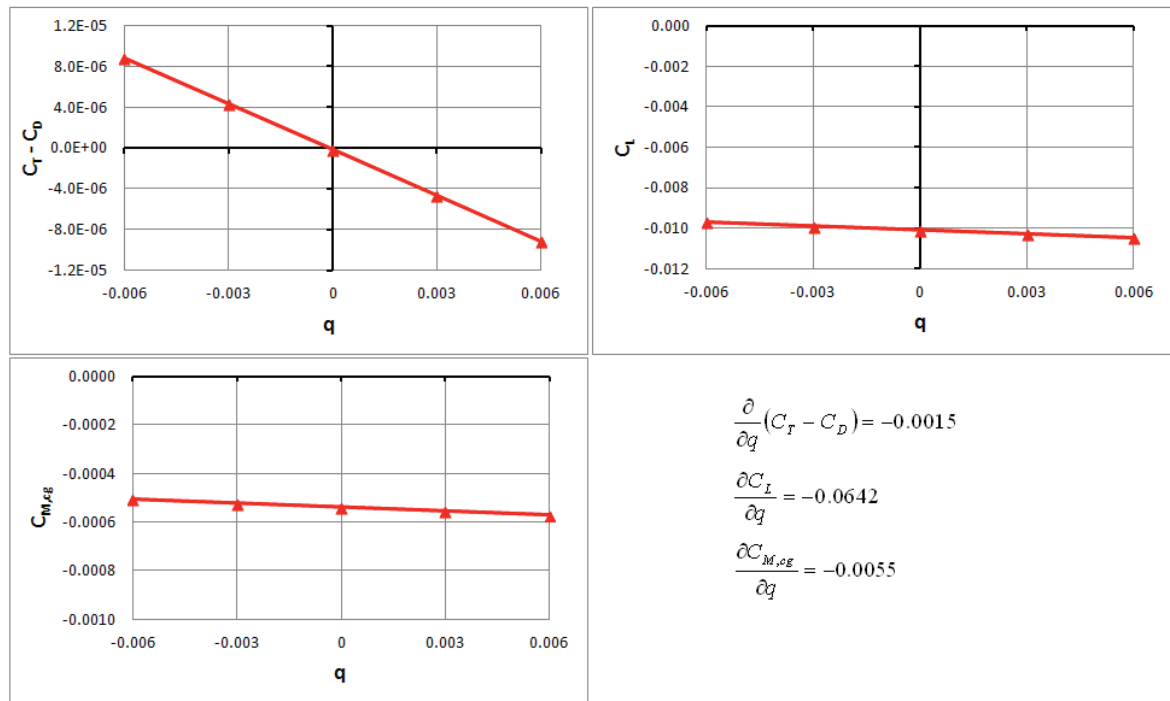 1.2E-05
8.0E-06
4.0E-06
0.0E+00
-4.0E-06
-8.0E-06
-1.2E-05
C_T - C_D
-0.006 -0.003 0 0.003 0.006
q
0.000
-0.002
-0.004
-0.006
-0.008
-0.010
-0.012
C_L
-0.006 -0.003 0 0.003 0.006
q
0.0000
-0.0002
-0.0004
-0.0006
-0.0008
-0.0010
C_{M,cg}
-0.006 -0.003 0 0.003 0.006
q
∂/∂q (C_T − C_D) = −0.0015
∂C_L/∂q = −0.0642
∂C_{M,cg}/∂q = −0.0055